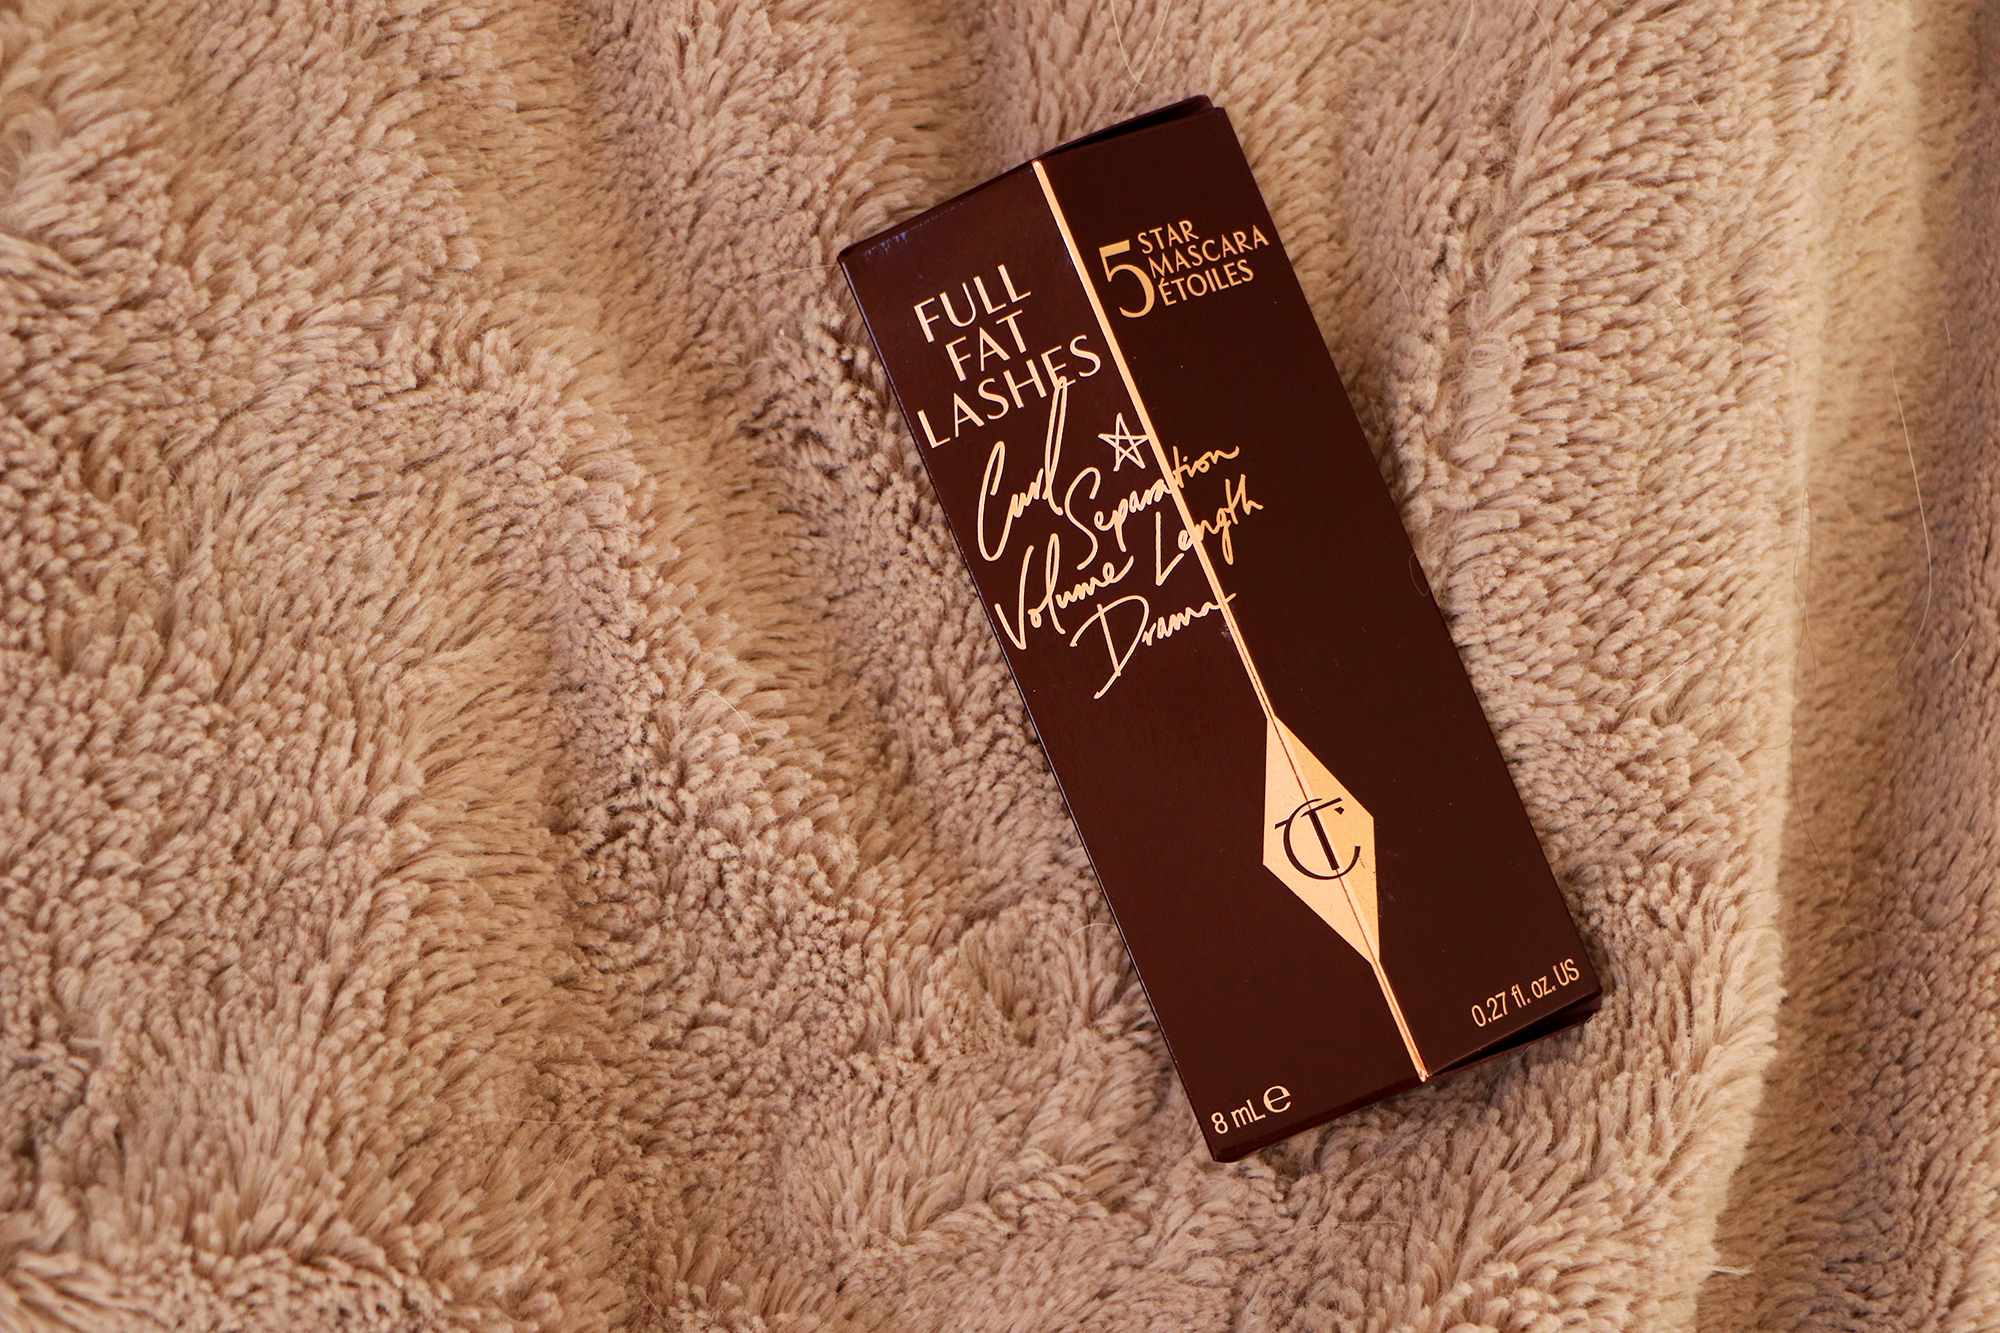 FULL
FAT
LASHES
5 STAR
MASCARA
ÉTOILES
Curl
Separation
Volume Length
Drama
CT
8 mL ℮
0.27 fl. oz. US